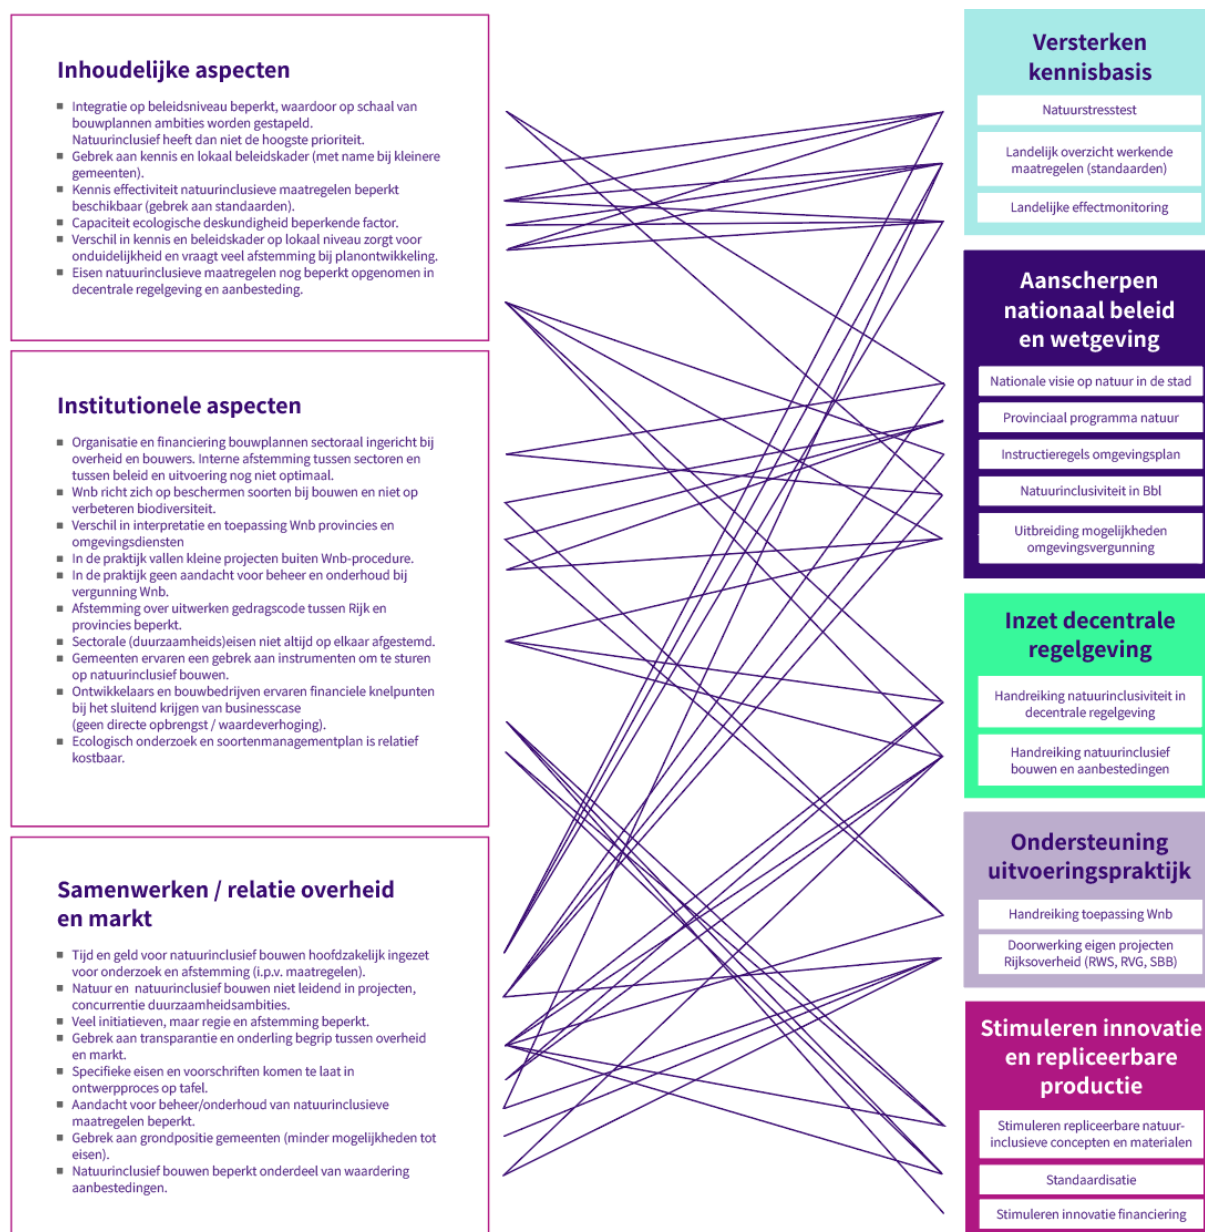 Inhoudelijke aspecten
Integratie op beleidsniveau beperkt, waardoor op schaal van
bouwplannen ambities worden gestapeld.
Natuurinclusief heeft dan niet de hoogste prioriteit.
Gebrek aan kennis en lokaal beleidskader (met name bij kleinere
gemeenten).
Kennis effectiviteit natuurinclusieve maatregelen beperkt
beschikbaar (gebrek aan standaarden).
Capaciteit ecologische deskundigheid beperkende factor.
Verschil in kennis en beleidskader op lokaal niveau zorgt voor
onduidelijkheid en vraagt veel afstemming bij planontwikkeling.
Eisen natuurinclusieve maatregelen nog beperkt opgenomen in
decentrale regelgeving en aanbesteding.
Institutionele aspecten
Organisatie en financiering bouwplannen sectoraal ingericht bij
overheid en bouwers. Interne afstemming tussen sectoren en
tussen beleid en uitvoering nog niet optimaal.
Wnb richt zich op beschermen soorten bij bouwen en niet op
verbeteren biodiversiteit.
Verschil in interpretatie en toepassing Wnb provincies en
omgevingsdiensten
In de praktijk vallen kleine projecten buiten Wnb-procedure.
In de praktijk geen aandacht voor beheer en onderhoud bij
vergunning Wnb.
Afstemming over uitwerken gedragscode tussen Rijk en
provincies beperkt.
Sectorale (duurzaamheids)eisen niet altijd op elkaar afgestemd.
Gemeenten ervaren een gebrek aan instrumenten om te sturen
op natuurinclusief bouwen.
Ontwikkelaars en bouwbedrijven ervaren financiele knelpunten
bij het sluitend krijgen van businesscase
(geen directe opbrengst / waardeverhoging).
Ecologisch onderzoek en soortenmanagementplan is relatief
kostbaar.
Samenwerken / relatie overheid
en markt
Tijd en geld voor natuurinclusief bouwen hoofdzakelijk ingezet
voor onderzoek en afstemming (i.p.v. maatregelen).
Natuur en natuurinclusief bouwen niet leidend in projecten,
concurrentie duurzaamheidsambities.
Veel initiatieven, maar regie en afstemming beperkt.
Gebrek aan transparantie en onderling begrip tussen overheid
en markt.
Specifieke eisen en voorschriften komen te laat in
ontwerpproces op tafel.
Aandacht voor beheer/onderhoud van natuurinclusieve
maatregelen beperkt.
Gebrek aan grondpositie gemeenten (minder mogelijkheden tot
eisen).
Natuurinclusief bouwen beperkt onderdeel van waardering
aanbestedingen.
Versterken
kennisbasis
Natuurstresstest
Landelijk overzicht werkende
maatregelen (standaarden)
Landelijke effectmonitoring
Aanscherpen
nationaal beleid
en wetgeving
Nationale visie op natuur in de stad
Provinciaal programma natuur
Instructieregels omgevingsplan
Natuurinclusiviteit in Bbl
Uitbreiding mogelijkheden
omgevingsvergunning
Inzet decentrale
regelgeving
Handreiking natuurinclusiviteit in
decentrale regelgeving
Handreiking natuurinclusief
bouwen en aanbestedingen
Ondersteuning
uitvoeringspraktijk
Handreiking toepassing Wnb
Doorwerking eigen projecten
Rijksoverheid (RWS, RVG, SBB)
Stimuleren innovatie
en repliceerbare
productie
Stimuleren repliceerbare natuur-
inclusieve concepten en materialen
Standaardisatie
Stimuleren innovatie financiering